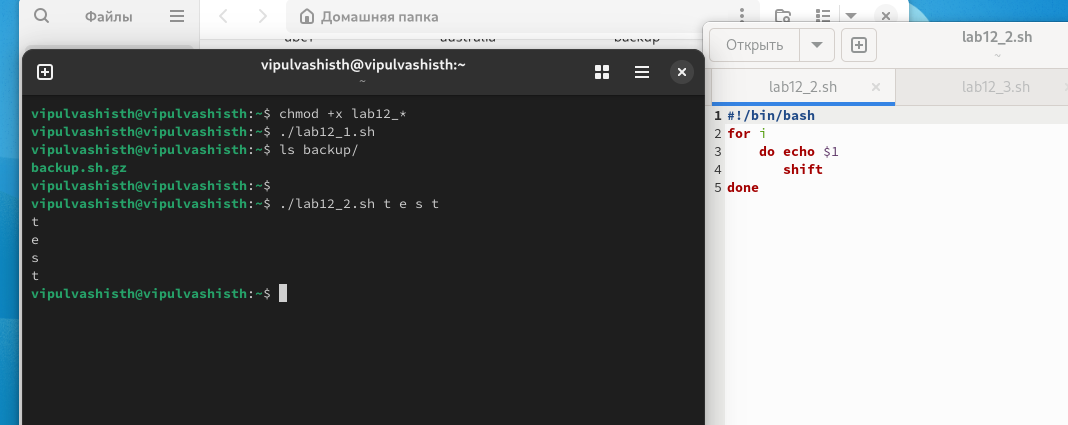 Файлы
Домашняя папка
australia
backup
vipulvashisth@vipulvashisth:~
~
vipulvashisth@vipulvashisth:~$ chmod +x lab12_*
vipulvashisth@vipulvashisth:~$ ./lab12_1.sh
vipulvashisth@vipulvashisth:~$ ls backup/
backup.sh.gz
vipulvashisth@vipulvashisth:~$
vipulvashisth@vipulvashisth:~$ ./lab12_2.sh t e s t
t
e
s
t
vipulvashisth@vipulvashisth:~$
Открыть
lab12_2.sh
~
lab12_2.sh
lab12_3.sh
1 #!/bin/bash
2 for i
3     do echo $1
4        shift
5 done